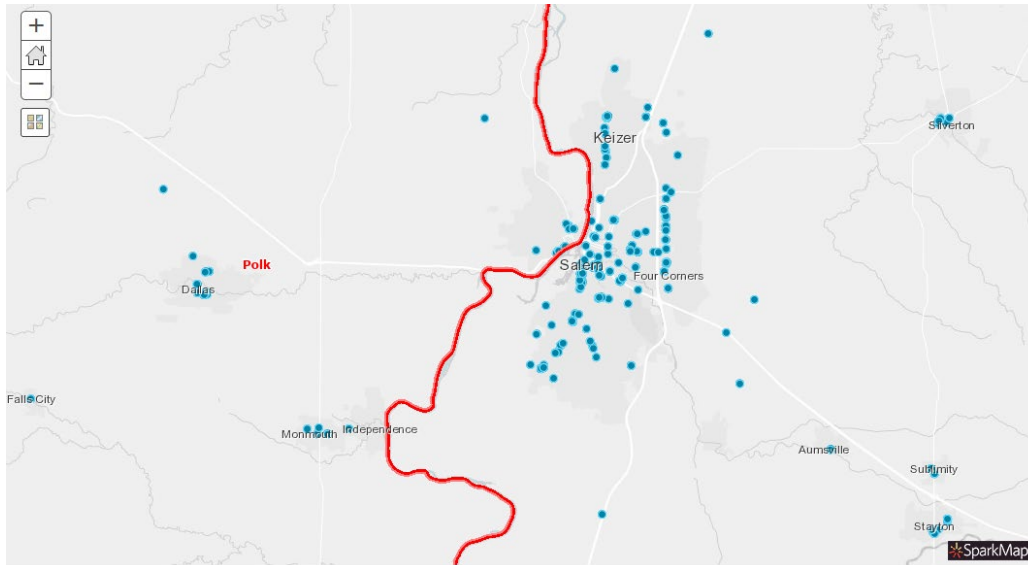 +
−
Keizer
Silverton
Polk
Salem
Four Corners
Dallas
Falls City
Monmouth
Independence
Aumsville
Sublimity
Stayton
SparkMap